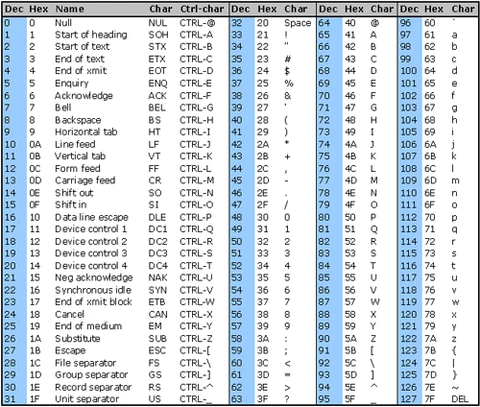 Dec Hex Name Char Ctrl-char Dec Hex Char Dec Hex Char Dec Hex Char
0 0 Null NUL CTRL-@ 32 20 Space 64 40 @ 96 60 `
1 1 Start of heading SOH CTRL-A 33 21 ! 65 41 A 97 61 a
2 2 Start of text STX CTRL-B 34 22 " 66 42 B 98 62 b
3 3 End of text ETX CTRL-C 35 23 # 67 43 C 99 63 c
4 4 End of xmit EOT CTRL-D 36 24 $ 68 44 D 100 64 d
5 5 Enquiry ENQ CTRL-E 37 25 % 69 45 E 101 65 e
6 6 Acknowledge ACK CTRL-F 38 26 & 70 46 F 102 66 f
7 7 Bell BEL CTRL-G 39 27 ' 71 47 G 103 67 g
8 8 Backspace BS CTRL-H 40 28 ( 72 48 H 104 68 h
9 9 Horizontal tab HT CTRL-I 41 29 ) 73 49 I 105 69 i
10 0A Line feed LF CTRL-J 42 2A * 74 4A J 106 6A j
11 0B Vertical tab VT CTRL-K 43 2B + 75 4B K 107 6B k
12 0C Form feed FF CTRL-L 44 2C , 76 4C L 108 6C l
13 0D Carriage feed CR CTRL-M 45 2D - 77 4D M 109 6D m
14 0E Shift out SO CTRL-N 46 2E . 78 4E N 110 6E n
15 0F Shift in SI CTRL-O 47 2F / 79 4F O 111 6F o
16 10 Data line escape DLE CTRL-P 48 30 0 80 50 P 112 70 p
17 11 Device control 1 DC1 CTRL-Q 49 31 1 81 51 Q 113 71 q
18 12 Device control 2 DC2 CTRL-R 50 32 2 82 52 R 114 72 r
19 13 Device control 3 DC3 CTRL-S 51 33 3 83 53 S 115 73 s
20 14 Device control 4 DC4 CTRL-T 52 34 4 84 54 T 116 74 t
21 15 Neg acknowledge NAK CTRL-U 53 35 5 85 55 U 117 75 u
22 16 Synchronous idle SYN CTRL-V 54 36 6 86 56 V 118 76 v
23 17 End of xmit block ETB CTRL-W 55 37 7 87 57 W 119 77 w
24 18 Cancel CAN CTRL-X 56 38 8 88 58 X 120 78 x
25 19 End of medium EM CTRL-Y 57 39 9 89 59 Y 121 79 y
26 1A Substitute SUB CTRL-Z 58 3A : 90 5A Z 122 7A z
27 1B Escape ESC CTRL-[ 59 3B ; 91 5B [ 123 7B {
28 1C File separator FS CTRL-\ 60 3C < 92 5C \ 124 7C |
29 1D Group separator GS CTRL-] 61 3D = 93 5D ] 125 7D }
30 1E Record separator RS CTRL-^ 62 3E > 94 5E ^ 126 7E ~
31 1F Unit separator US CTRL-_ 63 3F ? 95 5F _ 127 7F DEL